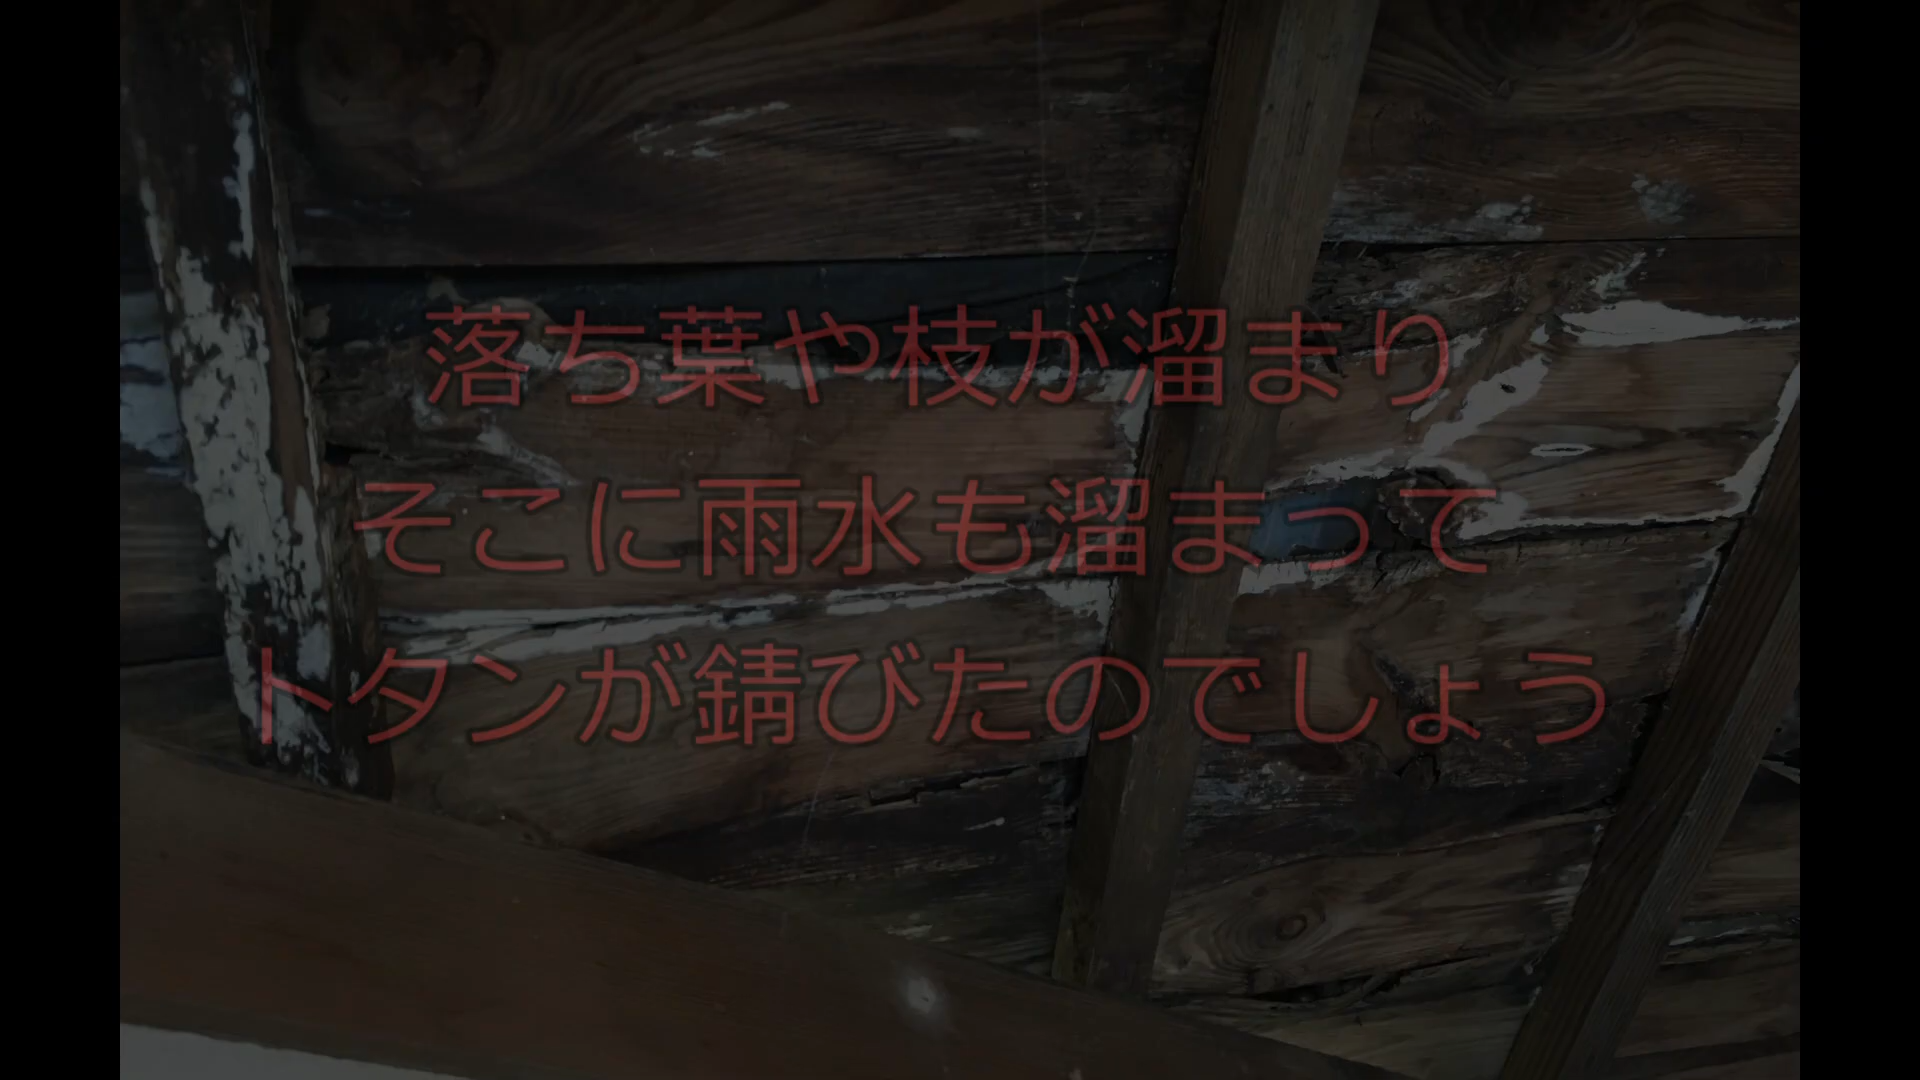 落ち葉や枝が溜まり
そこに雨水も溜まって
トタンが錆びたのでしょう